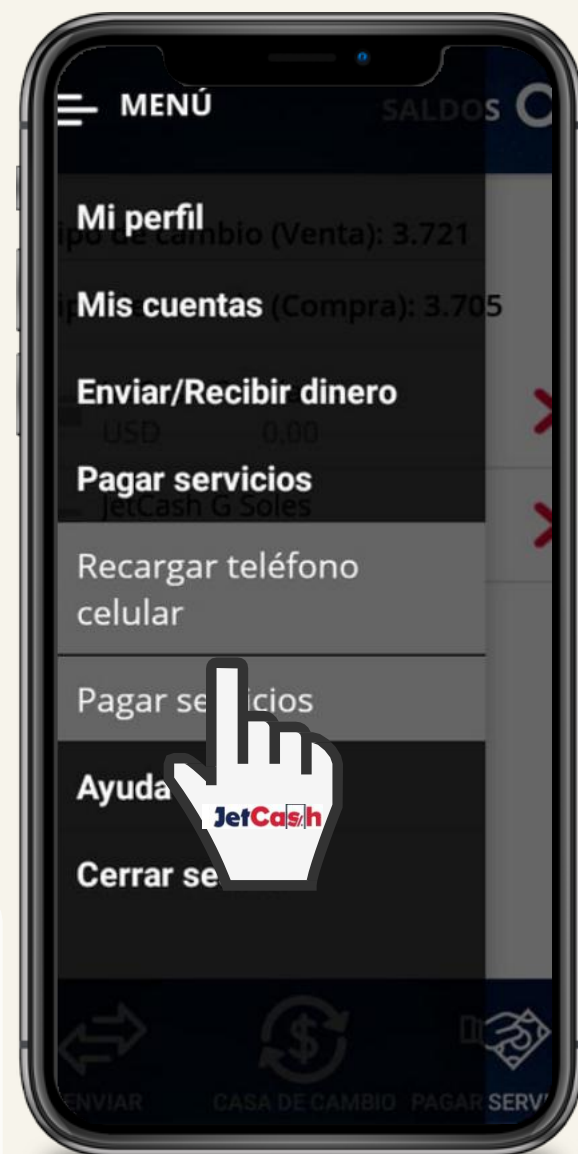 MENÚ SALDOS
Mi perfil
Tipo de cambio (Venta): 3.721
Mis cuentas
(Compra): 3.705
Enviar/Recibir dinero
USD 0,00
Pagar servicios
JetCash G Soles
Recargar teléfono
celular
Pagar se icios
Ayuda
JetCash
Cerrar se
ENVIAR CASA DE CAMBIO PAGAR SERVI